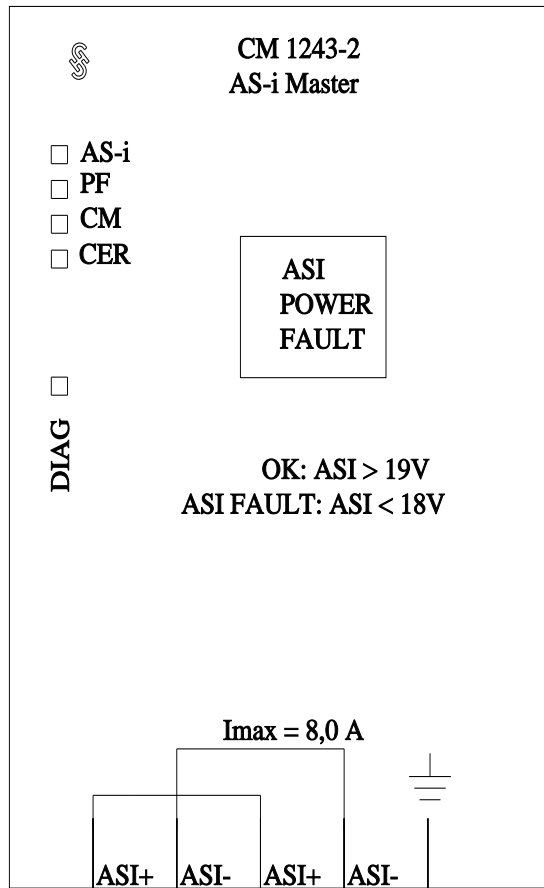 CM 1243-2
AS-i Master
AS-i
PF
CM
CER
ASI
POWER
FAULT
DIAG
OK: ASI > 19V
ASI FAULT: ASI < 18V
Imax = 8,0 A
ASI+ ASI- ASI+ ASI-